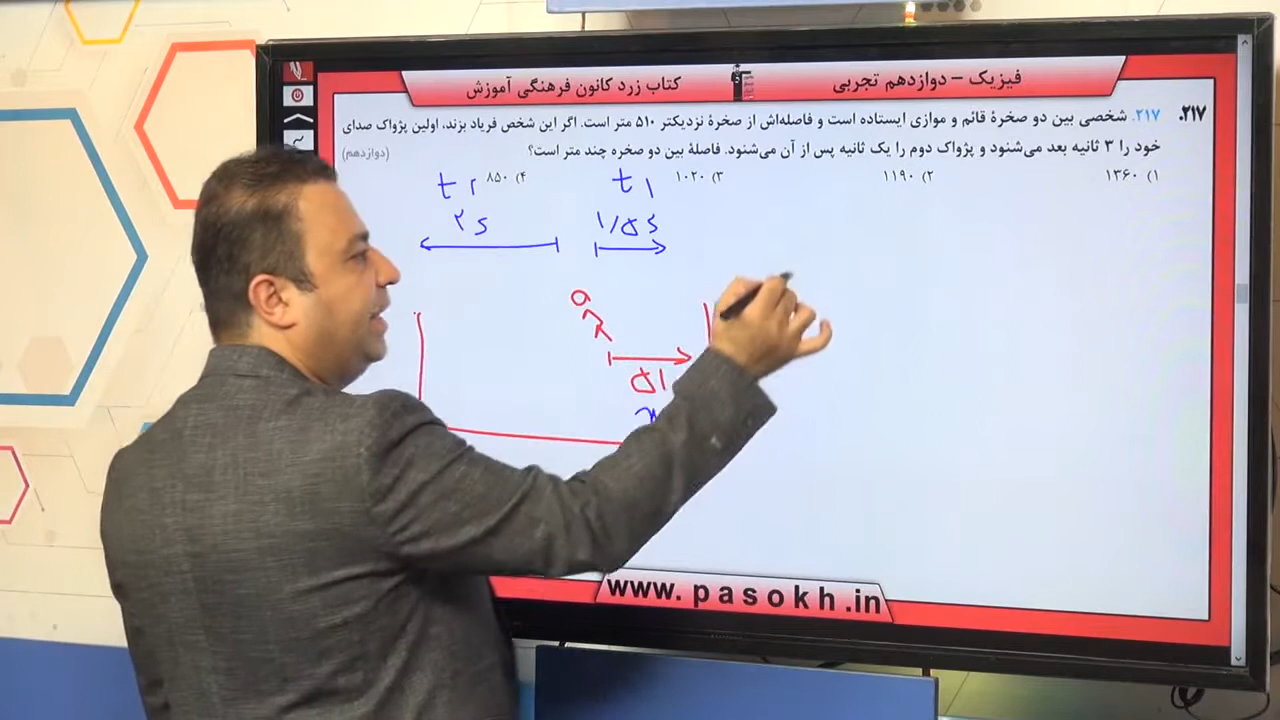 فیزیک – دوازدهم تجربی
کتاب زرد کانون فرهنگی آموزش
۲۱۷. ۲۱۷. شخصی بین دو صخرهٔ قائم و موازی ایستاده است و فاصله‌اش از صخرهٔ نزدیکتر ۵۱۰ متر است. اگر این شخص فریاد بزند، اولین پژواک صدای
خود را ۳ ثانیه بعد می‌شنود و پژواک دوم را یک ثانیه پس از آن می‌شنود. فاصلهٔ بین دو صخره چند متر است؟ (دوازدهم)
۱) ۱۳۶۰ ۲) ۱۱۹۰ ۳) ۱۰۲۰ ۴) ۸۵۰
t۲ t۱
۲s ۱/۵s
۵۱
www.pasokh.in